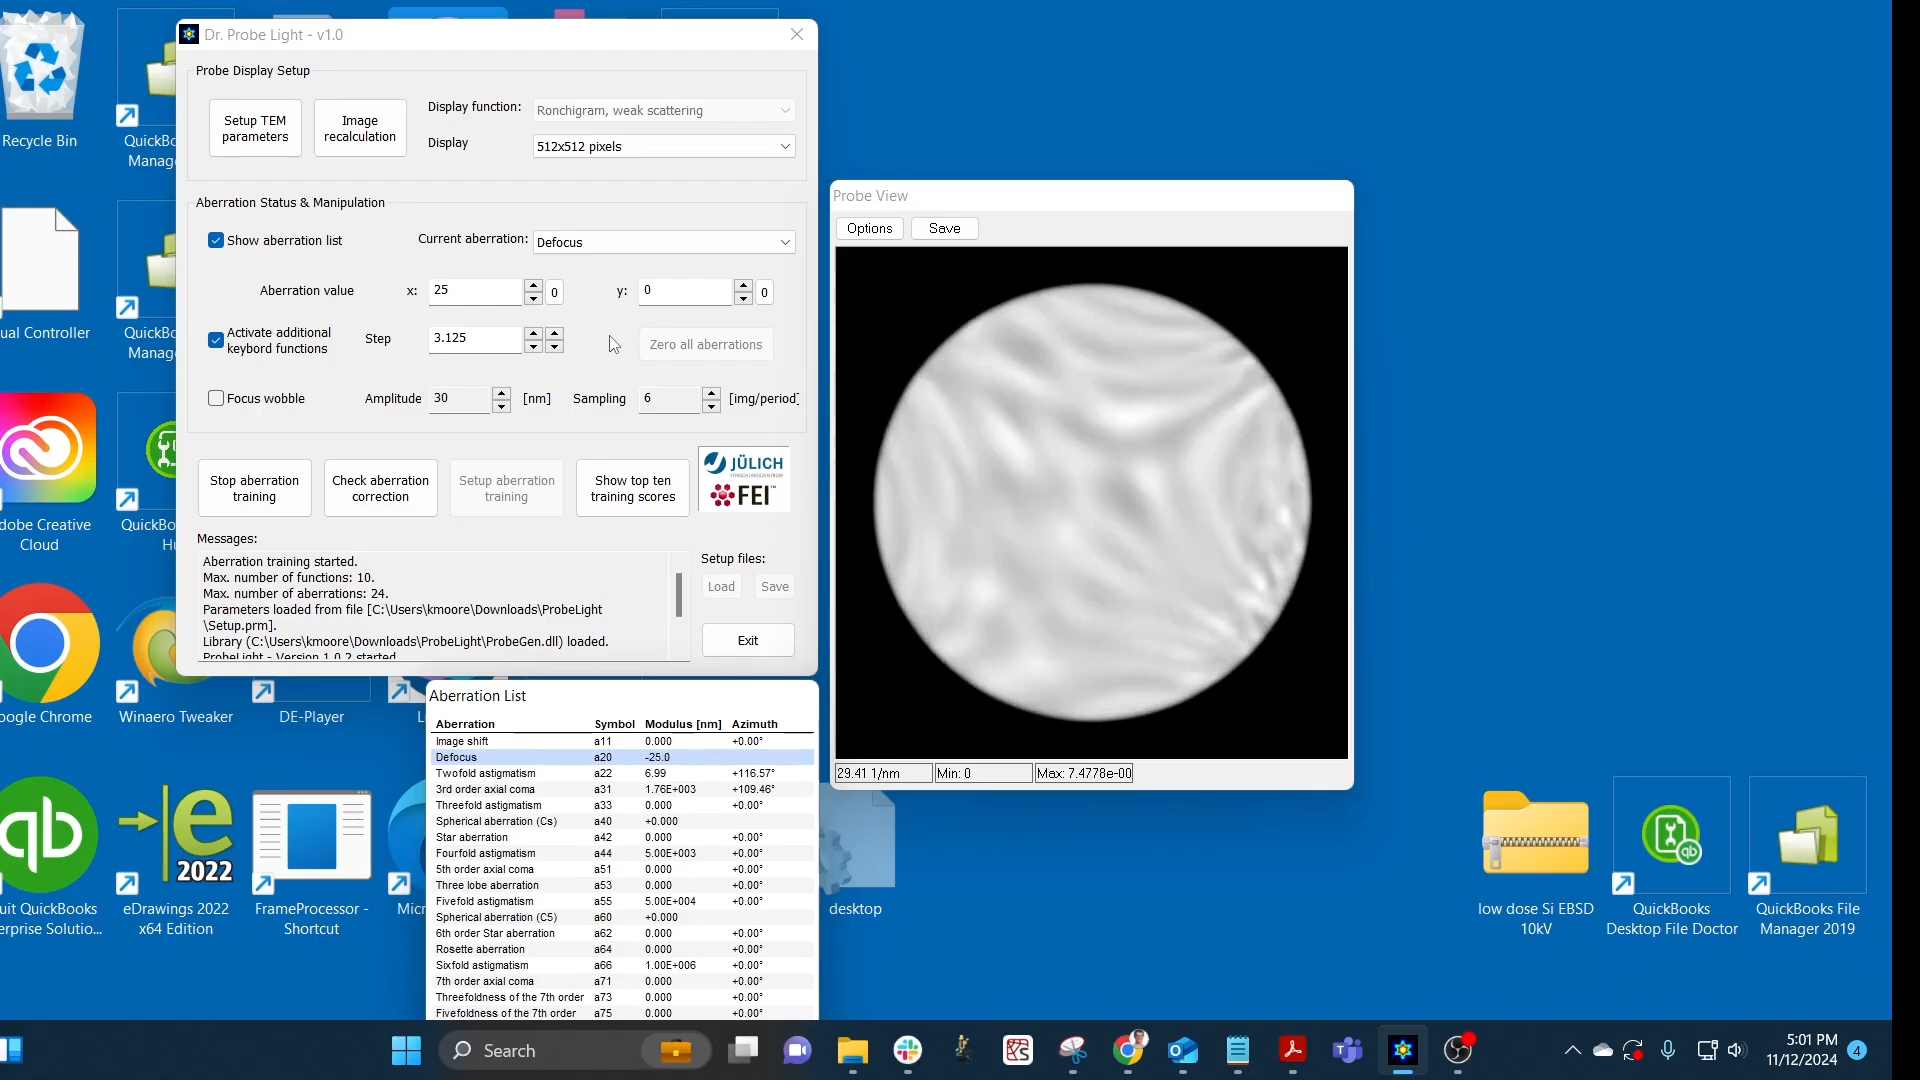 Dr. Probe Light - v1.0
Probe Display Setup
Setup TEM
parameters
Image
recalculation
Display function:
Ronchigram, weak scattering
Display
512x512 pixels
Aberration Status & Manipulation
Show aberration list
Current aberration:
Defocus
Aberration value
x:
25
0
y:
0
0
Activate additional
keybord functions
Step
3.125
Zero all aberrations
Focus wobble
Amplitude
30
[nm]
Sampling
6
[img/period]
Stop aberration
training
Check aberration
correction
Setup aberration
training
Show top ten
training scores
JÜLICH
FORSCHUNGSZENTRUM
FEI™
Messages:
Aberration training started.
Max. number of functions: 10.
Max. number of aberrations: 24.
Parameters loaded from file [C:\Users\kmoore\Downloads\ProbeLight
\Setup.prm].
Library (C:\Users\kmoore\Downloads\ProbeLight\ProbeGen.dll) loaded.
ProbeLight - Version 1.0.2 started
Setup files:
Load
Save
Exit
Aberration List
Aberration Symbol Modulus [nm] Azimuth
Image shift a11 0.000 +0.00°
Defocus a20 -25.0
Twofold astigmatism a22 6.99 +116.57°
3rd order axial coma a31 1.76E+003 +109.46°
Threefold astigmatism a33 0.000 +0.00°
Spherical aberration (Cs) a40 +0.000
Star aberration a42 0.000 +0.00°
Fourfold astigmatism a44 5.00E+003 +0.00°
5th order axial coma a51 0.000 +0.00°
Three lobe aberration a53 0.000 +0.00°
Fivefold astigmatism a55 5.00E+004 +0.00°
Spherical aberration (C5) a60 +0.000
6th order Star aberration a62 0.000 +0.00°
Rosette aberration a64 0.000 +0.00°
Sixfold astigmatism a66 1.00E+006 +0.00°
7th order axial coma a71 0.000 +0.00°
Threefoldness of the 7th order a73 0.000 +0.00°
Fivefoldness of the 7th order a75 0.000 +0.00°
Probe View
Options
Save
29.41 1/nm
Min: 0
Max: 7.4778e-00
Recycle Bin
QuickBo
Manag
ual Controller
QuickBo
Manag
dobe Creative
Cloud
QuickBo
Hu
oogle Chrome
Winaero Tweaker
DE-Player
Li
uit QuickBooks
erprise Solutio...
2022
eDrawings 2022
x64 Edition
FrameProcessor -
Shortcut
Micr
desktop
low dose Si EBSD
10kV
QuickBooks
Desktop File Doctor
QuickBooks File
Manager 2019
Search
5:01 PM
11/12/2024
4